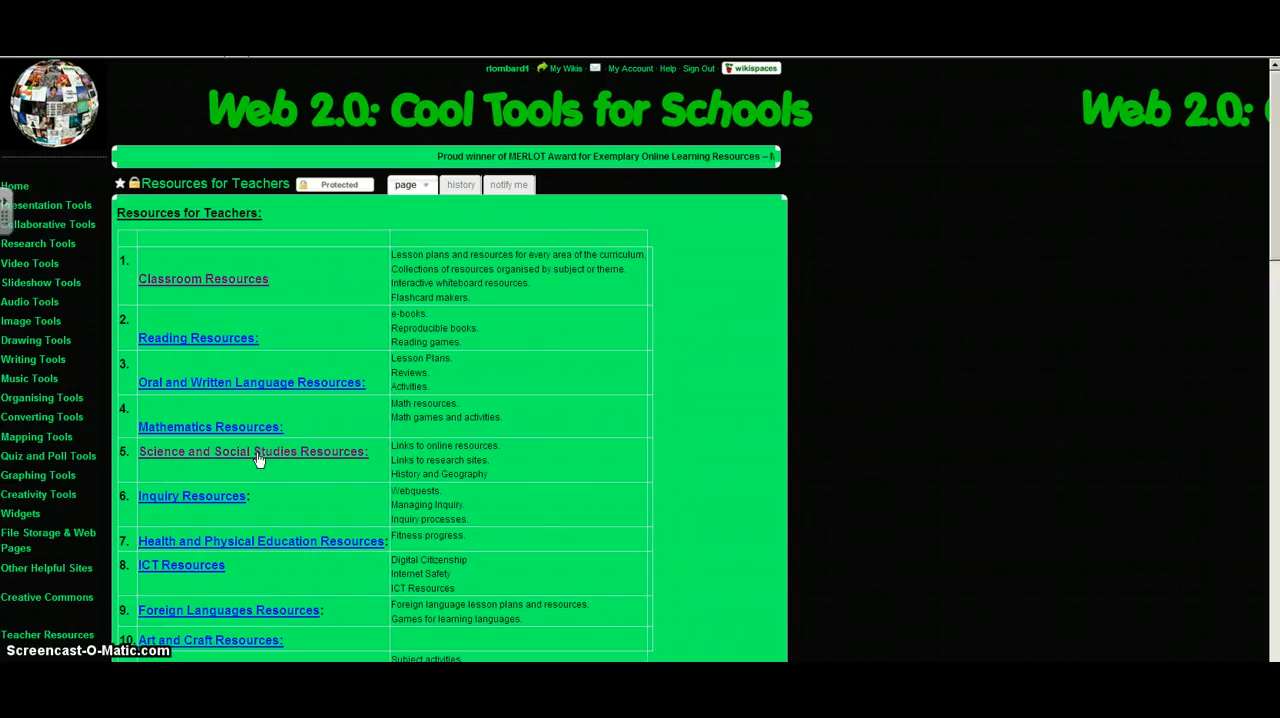 rlombard1 My Wikis · My Account · Help · Sign Out · wikispaces
Web 2.0: Cool Tools for Schools
Web 2.0:
Proud winner of MERLOT Award for Exemplary Online Learning Resources –
Resources for Teachers Protected page history notify me
Home
Presentation Tools
Collaborative Tools
Research Tools
Video Tools
Slideshow Tools
Audio Tools
Image Tools
Drawing Tools
Writing Tools
Music Tools
Organising Tools
Converting Tools
Mapping Tools
Quiz and Poll Tools
Graphing Tools
Creativity Tools
Widgets
File Storage & Web
Pages
Other Helpful Sites
Creative Commons
Teacher Resources
Resources for Teachers:
1. Classroom Resources
Lesson plans and resources for every area of the curriculum.
Collections of resources organised by subject or theme.
Interactive whiteboard resources.
Flashcard makers.
2. Reading Resources:
e-books.
Reproducible books.
Reading games.
3. Oral and Written Language Resources:
Lesson Plans.
Reviews.
Activities.
4. Mathematics Resources:
Math resources.
Math games and activities.
5. Science and Social Studies Resources:
Links to online resources.
Links to research sites.
History and Geography
6. Inquiry Resources:
Webquests.
Managing Inquiry.
Inquiry processes.
7. Health and Physical Education Resources:
Fitness progress.
8. ICT Resources
Digital Citizenship
Internet Safety
ICT Resources
9. Foreign Languages Resources:
Foreign language lesson plans and resources.
Games for learning languages.
10. Art and Craft Resources:
Subject activities.
Screencast-O-Matic.com